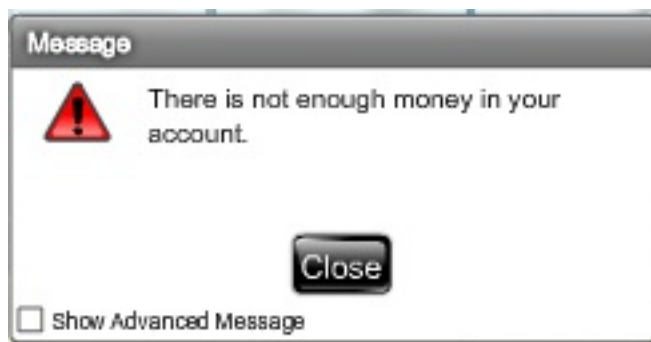 Message
There is not enough money in your
account.
Close
Show Advanced Message